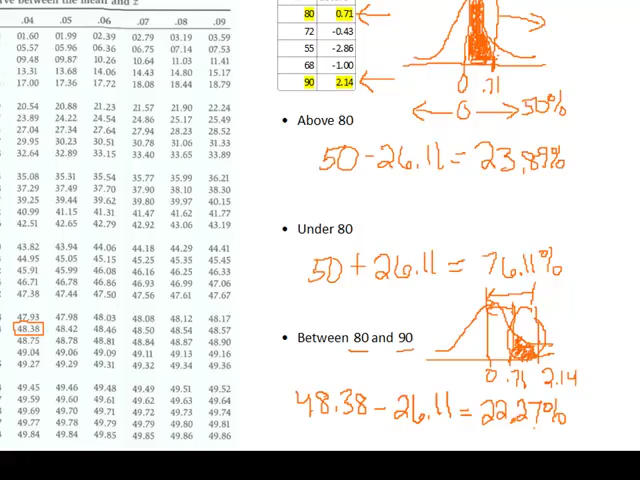 ve between the mean and z
.04 .05 .06 .07 .08 .09
01.60 01.99 02.39 02.79 03.19 03.59
05.57 05.96 06.36 06.75 07.14 07.53
09.48 09.87 10.26 10.64 11.03 11.41
13.31 13.68 14.06 14.43 14.80 15.17
17.00 17.36 17.72 18.08 18.44 18.79
20.54 20.88 21.23 21.57 21.90 22.24
23.89 24.22 24.54 24.86 25.17 25.49
27.04 27.34 27.64 27.94 28.23 28.52
29.95 30.23 30.51 30.78 31.06 31.33
32.64 32.89 33.15 33.40 33.65 33.89
35.08 35.31 35.54 35.77 35.99 36.21
37.29 37.49 37.70 37.90 38.10 38.30
39.25 39.44 39.62 39.80 39.97 40.15
40.99 41.15 41.31 41.47 41.62 41.77
42.51 42.65 42.79 42.92 43.06 43.19
43.82 43.94 44.06 44.18 44.29 44.41
44.95 45.05 45.15 45.25 45.35 45.45
45.91 45.99 46.08 46.16 46.25 46.33
46.71 46.78 46.86 46.93 46.99 47.06
47.38 47.44 47.50 47.56 47.61 47.67
47.93 47.98 48.03 48.08 48.12 48.17
48.38 48.42 48.46 48.50 48.54 48.57
48.75 48.78 48.81 48.84 48.87 48.90
49.04 49.06 49.09 49.11 49.13 49.16
49.27 49.29 49.31 49.32 49.34 49.36
49.45 49.46 49.48 49.49 49.51 49.52
49.59 49.60 49.61 49.62 49.63 49.64
49.69 49.70 49.71 49.72 49.73 49.74
49.77 49.78 49.79 49.79 49.80 49.81
49.84 49.84 49.85 49.85 49.86 49.86
80 0.71
72 -0.43
55 -2.86
68 -1.00
90 2.14
0 .71
0 50%
• Above 80
50 - 26.11 = 23.89%
• Under 80
50 + 26.11 = 76.11%
• Between 80 and 90
0 .71 2.14
48.38 - 26.11 = 22.27%